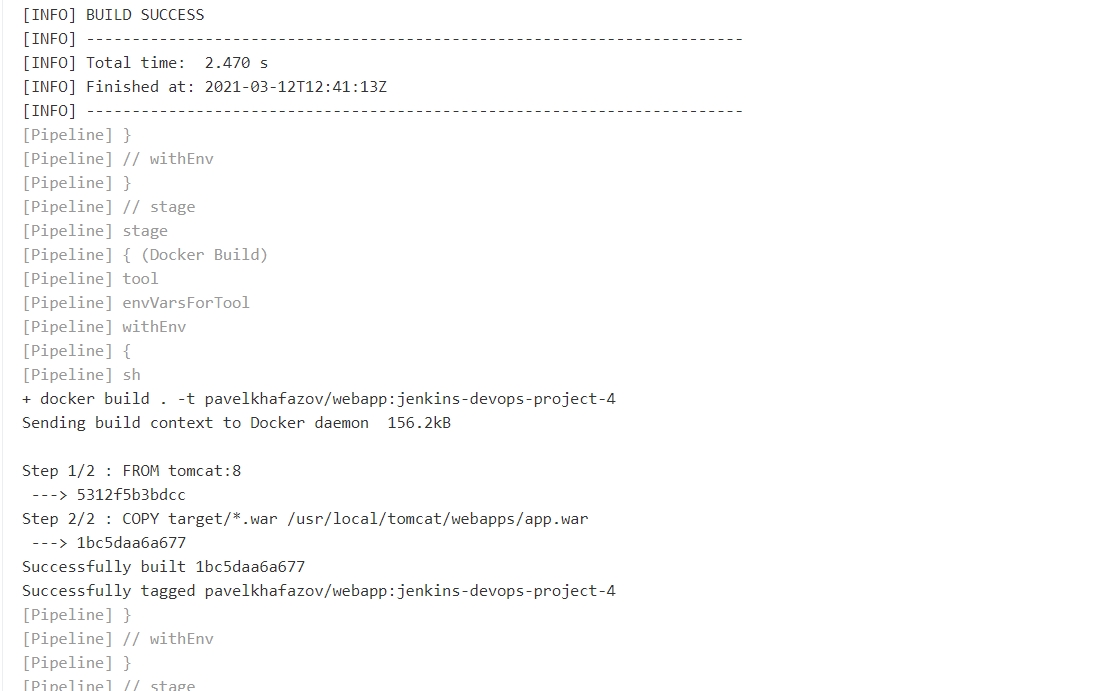 [INFO] BUILD SUCCESS
[INFO] ------------------------------------------------------------------------
[INFO] Total time:  2.470 s
[INFO] Finished at: 2021-03-12T12:41:13Z
[INFO] ------------------------------------------------------------------------
[Pipeline] }
[Pipeline] // withEnv
[Pipeline] }
[Pipeline] // stage
[Pipeline] stage
[Pipeline] { (Docker Build)
[Pipeline] tool
[Pipeline] envVarsForTool
[Pipeline] withEnv
[Pipeline] {
[Pipeline] sh
+ docker build . -t pavelkhafazov/webapp:jenkins-devops-project-4
Sending build context to Docker daemon  156.2kB
Step 1/2 : FROM tomcat:8
 ---> 5312f5b3bdcc
Step 2/2 : COPY target/*.war /usr/local/tomcat/webapps/app.war
 ---> 1bc5daa6a677
Successfully built 1bc5daa6a677
Successfully tagged pavelkhafazov/webapp:jenkins-devops-project-4
[Pipeline] }
[Pipeline] // withEnv
[Pipeline] }
[Pipeline] // stage